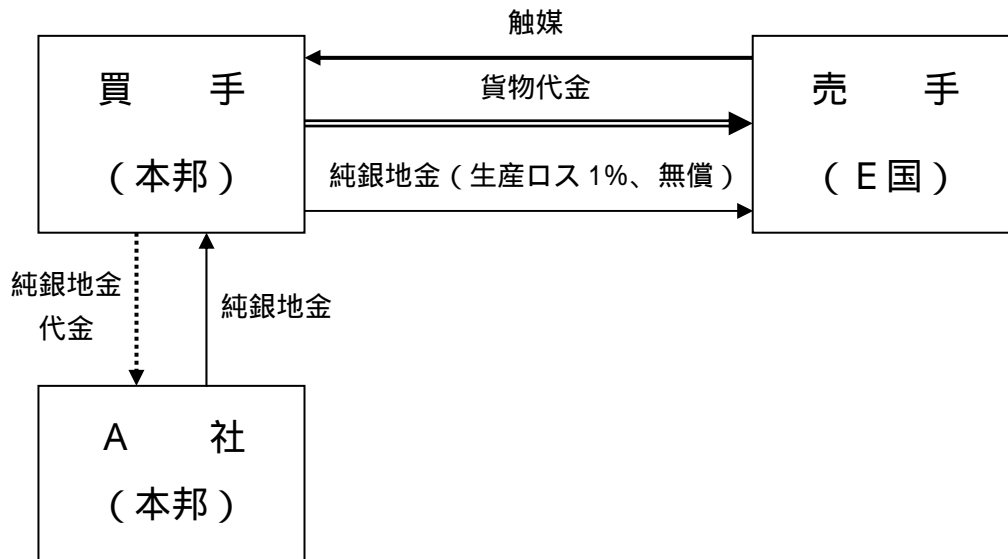 触媒
買 手
(本邦)
貨物代金
純銀地金(生産ロス 1%、無償)
売 手
(E国)
純銀地金
代金
純銀地金
A 社
(本邦)